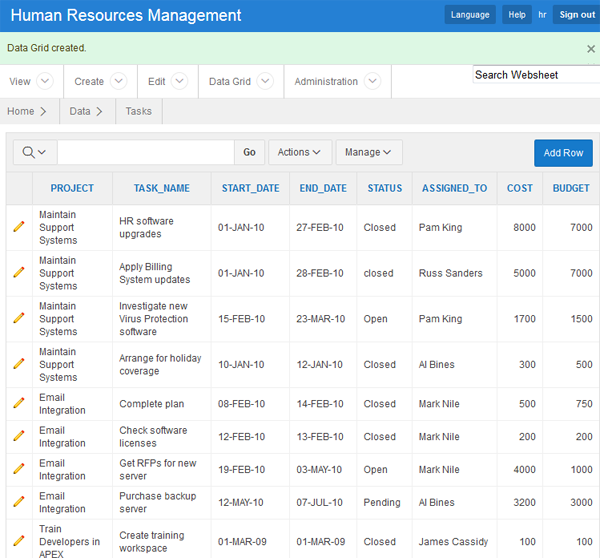 Human Resources Management Language Help hr Sign out
Data Grid created.
View Create Edit Data Grid Administration Search Websheet
Home Data Tasks
Go Actions Manage Add Row
PROJECT TASK_NAME START_DATE END_DATE STATUS ASSIGNED_TO COST BUDGET
Maintain Support Systems HR software upgrades 01-JAN-10 27-FEB-10 Closed Pam King 8000 7000
Maintain Support Systems Apply Billing System updates 01-JAN-10 28-FEB-10 closed Russ Sanders 5000 7000
Maintain Support Systems Investigate new Virus Protection software 15-FEB-10 23-MAR-10 Open Pam King 1700 1500
Maintain Support Systems Arrange for holiday coverage 10-JAN-10 12-JAN-10 Closed Al Bines 300 500
Email Integration Complete plan 08-FEB-10 14-FEB-10 Closed Mark Nile 500 750
Email Integration Check software licenses 12-FEB-10 13-FEB-10 Closed Mark Nile 200 200
Email Integration Get RFPs for new server 19-FEB-10 03-MAY-10 Open Mark Nile 4000 1000
Email Integration Purchase backup server 12-MAY-10 07-JUL-10 Pending Al Bines 3200 3000
Train Developers in APEX Create training workspace 01-MAR-09 01-MAR-09 Closed James Cassidy 100 100